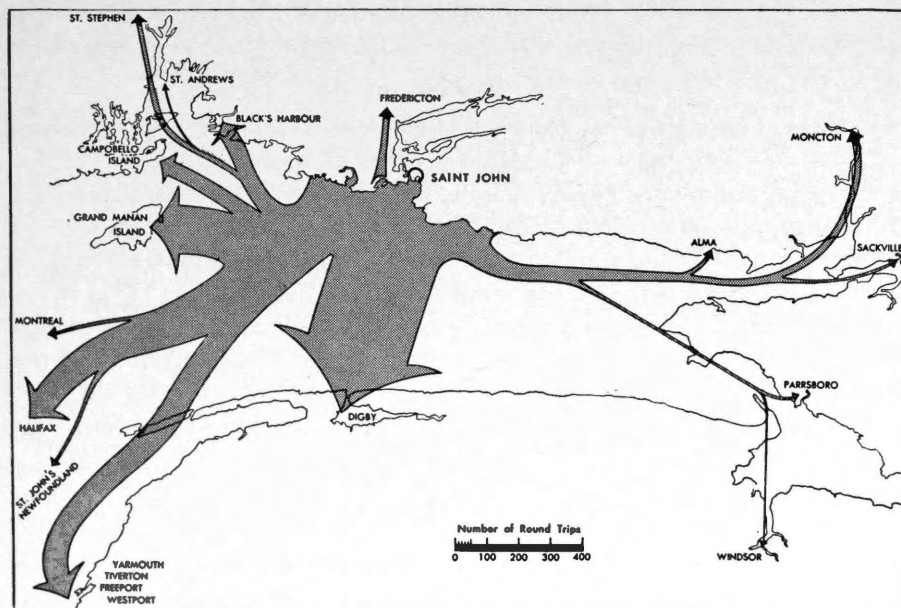 ST. STEPHEN
ST. ANDREWS
BLACK'S HARBOUR
FREDERICTON
CAMPOBELLO
ISLAND
SAINT JOHN
MONCTON
GRAND MANAN
ISLAND
ALMA
SACKVILLE
MONTREAL
HALIFAX
PARRSBORO
DIGBY
ST. JOHN'S
NEWFOUNDLAND
Number of Round Trips
0 100 200 300 400
WINDSOR
YARMOUTH
TIVERTON
FREEPORT
WESTPORT